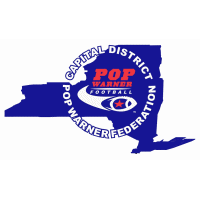 CAPITAL DISTRICT
POP
WARNER
FOOTBALL
POP WARNER FEDERATION